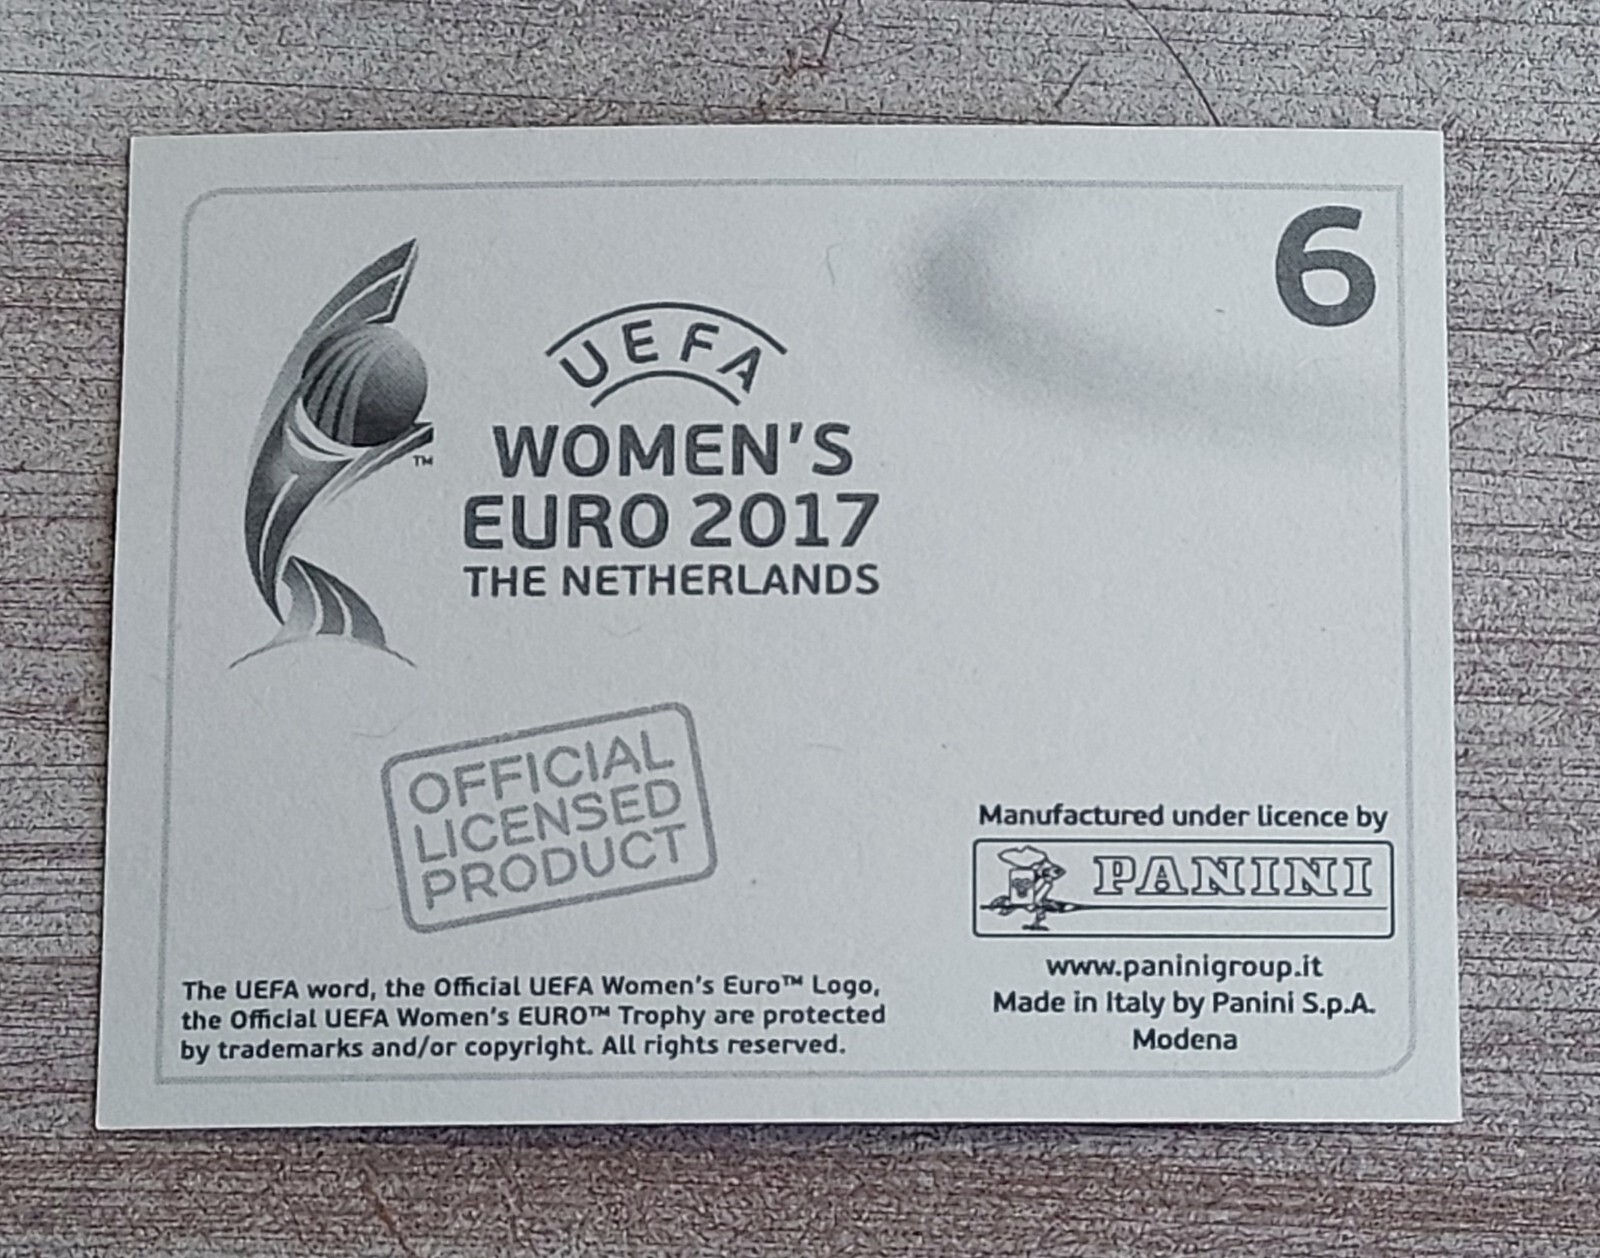 6
UEFA
WOMEN'S
EURO 2017
THE NETHERLANDS
TM
OFFICIAL
LICENSED
PRODUCT
Manufactured under licence by
PANINI
www.paninigroup.it
Made in Italy by Panini S.p.A.
Modena
The UEFA word, the Official UEFA Women's Euro™ Logo,
the Official UEFA Women's EURO™ Trophy are protected
by trademarks and/or copyright. All rights reserved.